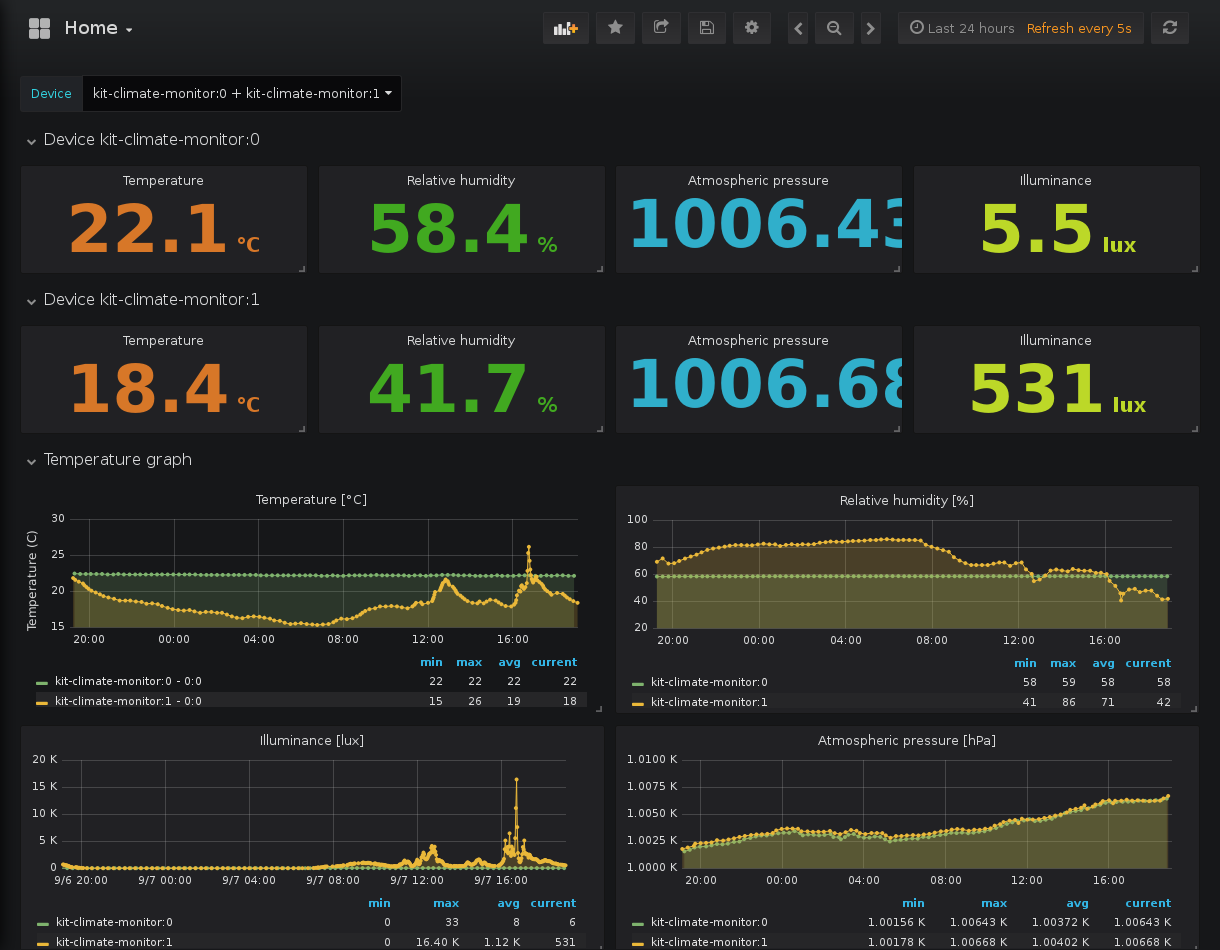 Home
Last 24 hours Refresh every 5s
Device kit-climate-monitor:0 + kit-climate-monitor:1
Device kit-climate-monitor:0
Temperature Relative humidity Atmospheric pressure Illuminance
22.1 °C 58.4 % 1006.43 5.5 lux
Device kit-climate-monitor:1
Temperature Relative humidity Atmospheric pressure Illuminance
18.4 °C 41.7 % 1006.68 531 lux
Temperature graph
Temperature [°C]
Temperature (C)
30
25
20
15
20:00 00:00 04:00 08:00 12:00 16:00
min max avg current
kit-climate-monitor:0 - 0:0 22 22 22 22
kit-climate-monitor:1 - 0:0 15 26 19 18
Relative humidity [%]
100
80
60
40
20
20:00 00:00 04:00 08:00 12:00 16:00
min max avg current
kit-climate-monitor:0 58 59 58 58
kit-climate-monitor:1 41 86 71 42
Illuminance [lux]
20 K
15 K
10 K
5 K
0
9/6 20:00 9/7 00:00 9/7 04:00 9/7 08:00 9/7 12:00 9/7 16:00
min max avg current
kit-climate-monitor:0 0 33 8 6
kit-climate-monitor:1 0 16.40 K 1.12 K 531
Atmospheric pressure [hPa]
1.0100 K
1.0075 K
1.0050 K
1.0025 K
1.0000 K
20:00 00:00 04:00 08:00 12:00 16:00
min max avg current
kit-climate-monitor:0 1.00156 K 1.00643 K 1.00372 K 1.00643 K
kit-climate-monitor:1 1.00178 K 1.00668 K 1.00402 K 1.00668 K